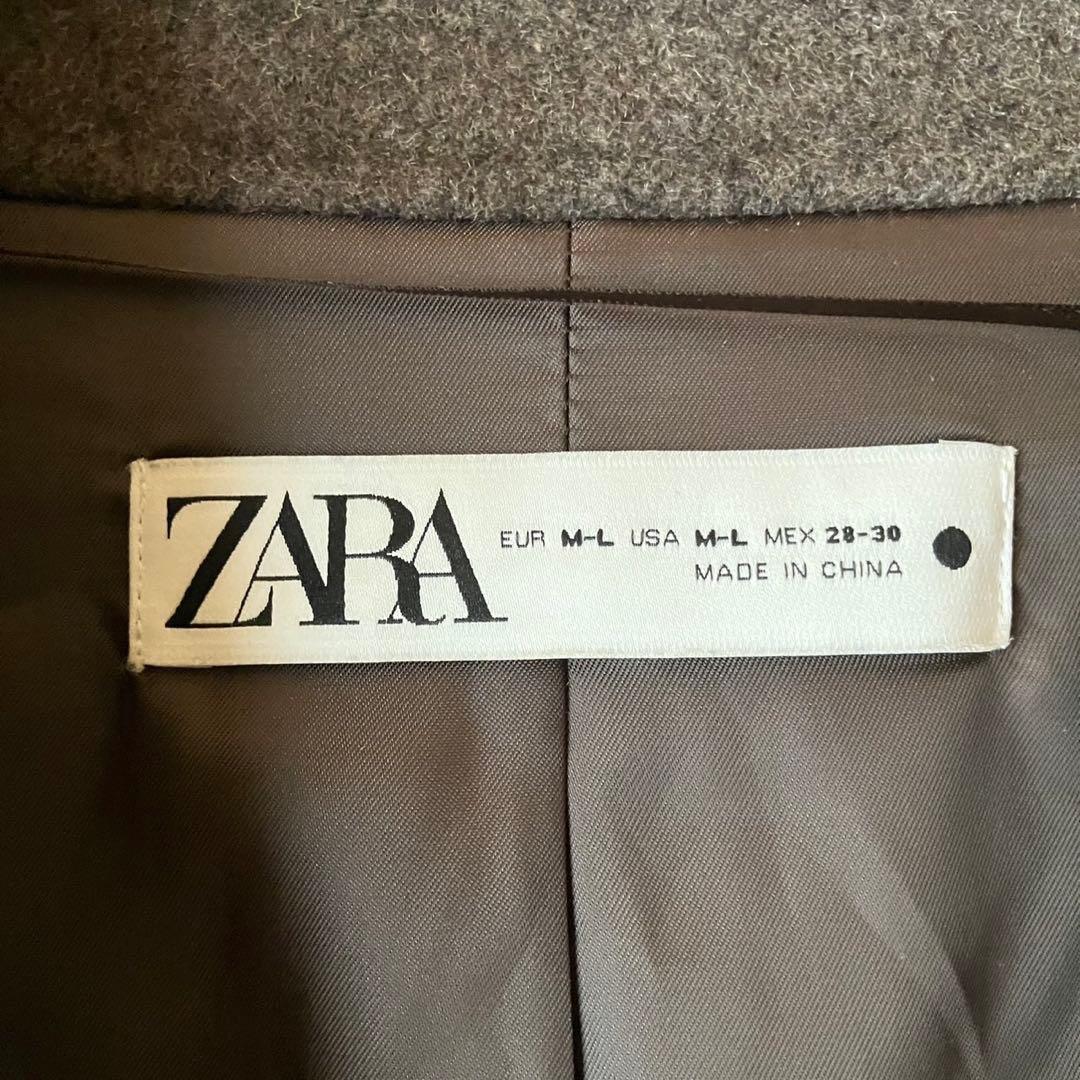 ZARA
EUR M-L USA M-L MEX 28-30
MADE IN CHINA